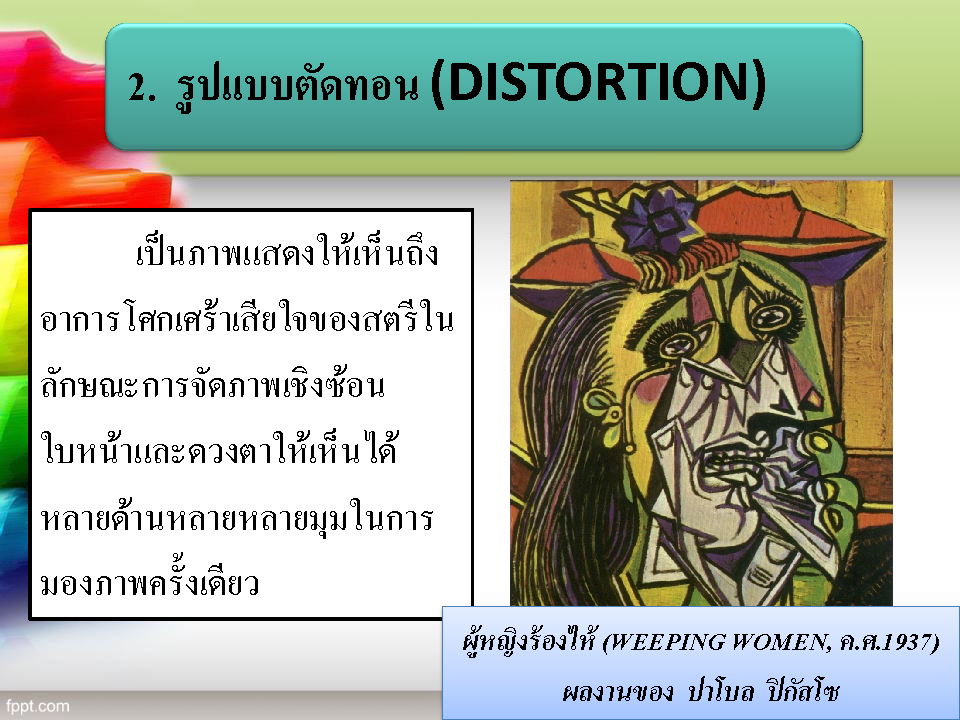 2. รูปแบบตัดทอน (DISTORTION)
เป็นภาพแสดงให้เห็นถึง
อาการโศกเศร้าเสียใจของสตรีใน
ลักษณะการจัดภาพเชิงซ้อน
ใบหน้าและดวงตาให้เห็นได้
หลายด้านหลายหลายมุมในการ
มองภาพครั้งเดียว
ผู้หญิงร้องไห้ (WEEPING WOMEN, ค.ศ.1937)
ผลงานของ ปาโบล ปิกัสโซ
fppt.com